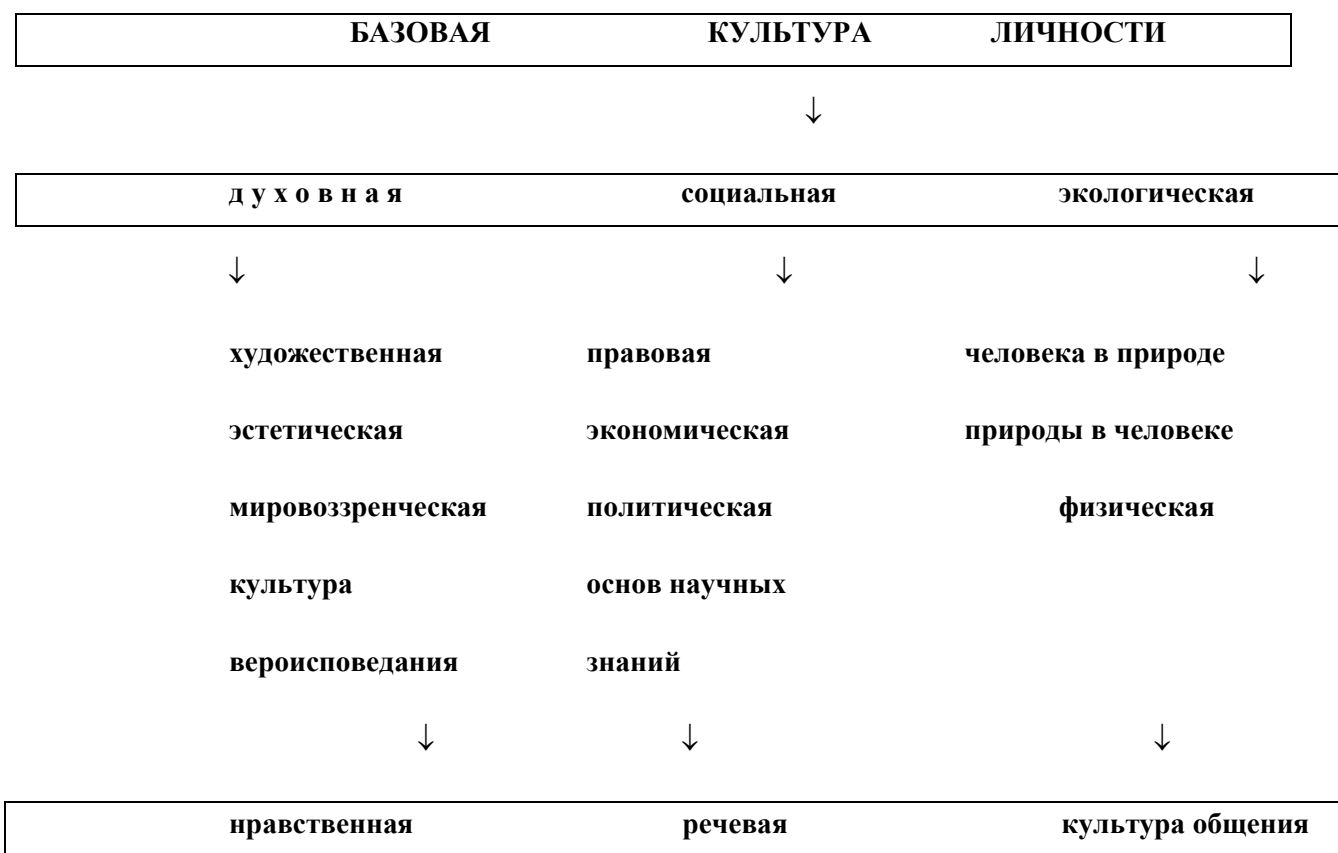 БАЗОВАЯ КУЛЬТУРА ЛИЧНОСТИ
↓
д у х о в н а я социальная экологическая
↓ ↓ ↓
художественная правовая человека в природе
эстетическая экономическая природы в человеке
мировоззренческая политическая физическая
культура основ научных
вероисповедания знаний
↓ ↓ ↓
нравственная речевая культура общения